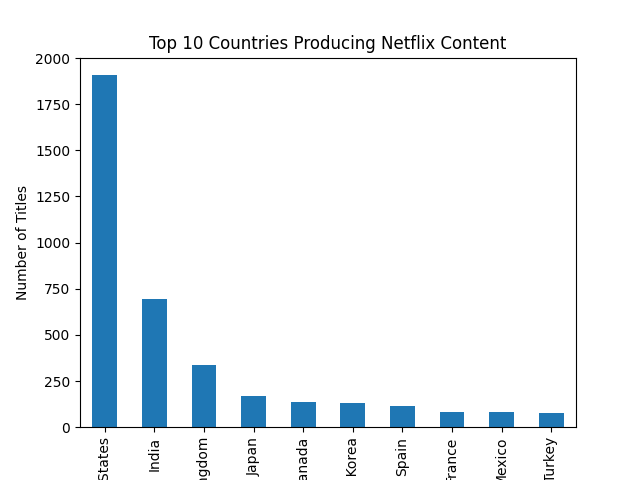 Top 10 Countries Producing Netflix Content
Number of Titles
2000
1750
1500
1250
1000
750
500
250
0
States
India
ngdom
Japan
anada
Korea
Spain
rance
Mexico
Turkey